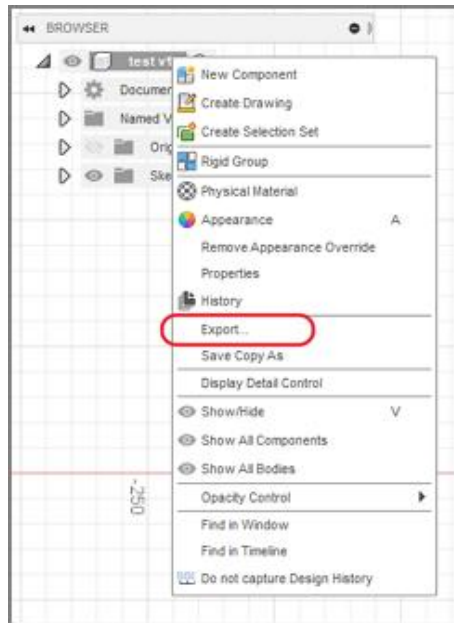 BROWSER
test v1
Documen
Named V
Orig
Ske
New Component
Create Drawing
Create Selection Set
Rigid Group
Physical Material
Appearance A
Remove Appearance Override
Properties
History
Export...
Save Copy As
Display Detail Control
Show/Hide V
Show All Components
Show All Bodies
Opacity Control
Find in Window
Find in Timeline
Do not capture Design History
-250